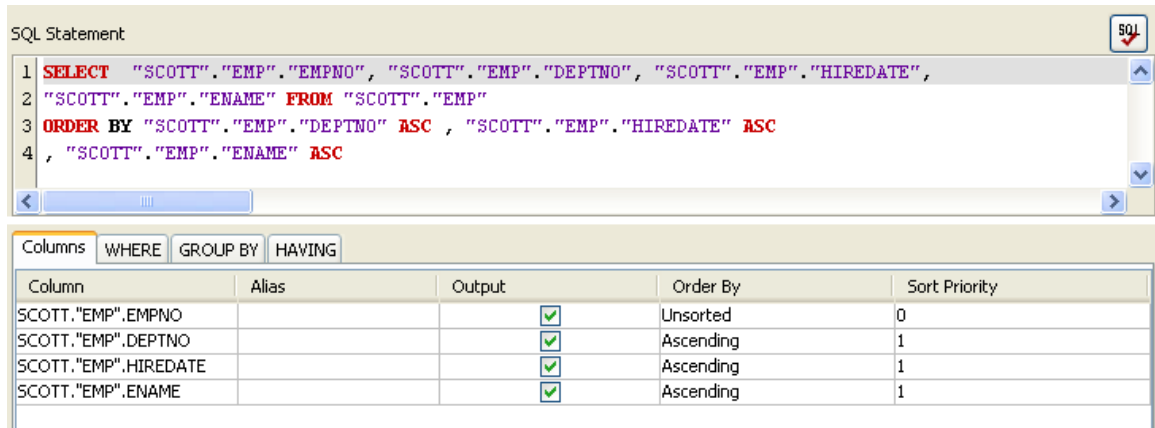 SQL Statement
SQL
1 SELECT "SCOTT"."EMP"."EMPNO", "SCOTT"."EMP"."DEPTNO", "SCOTT"."EMP"."HIREDATE",
2 "SCOTT"."EMP"."ENAME" FROM "SCOTT"."EMP"
3 ORDER BY "SCOTT"."EMP"."DEPTNO" ASC , "SCOTT"."EMP"."HIREDATE" ASC
4 , "SCOTT"."EMP"."ENAME" ASC
Columns WHERE GROUP BY HAVING
Column Alias Output Order By Sort Priority
SCOTT."EMP".EMPNO Unsorted 0
SCOTT."EMP".DEPTNO Ascending 1
SCOTT."EMP".HIREDATE Ascending 1
SCOTT."EMP".ENAME Ascending 1